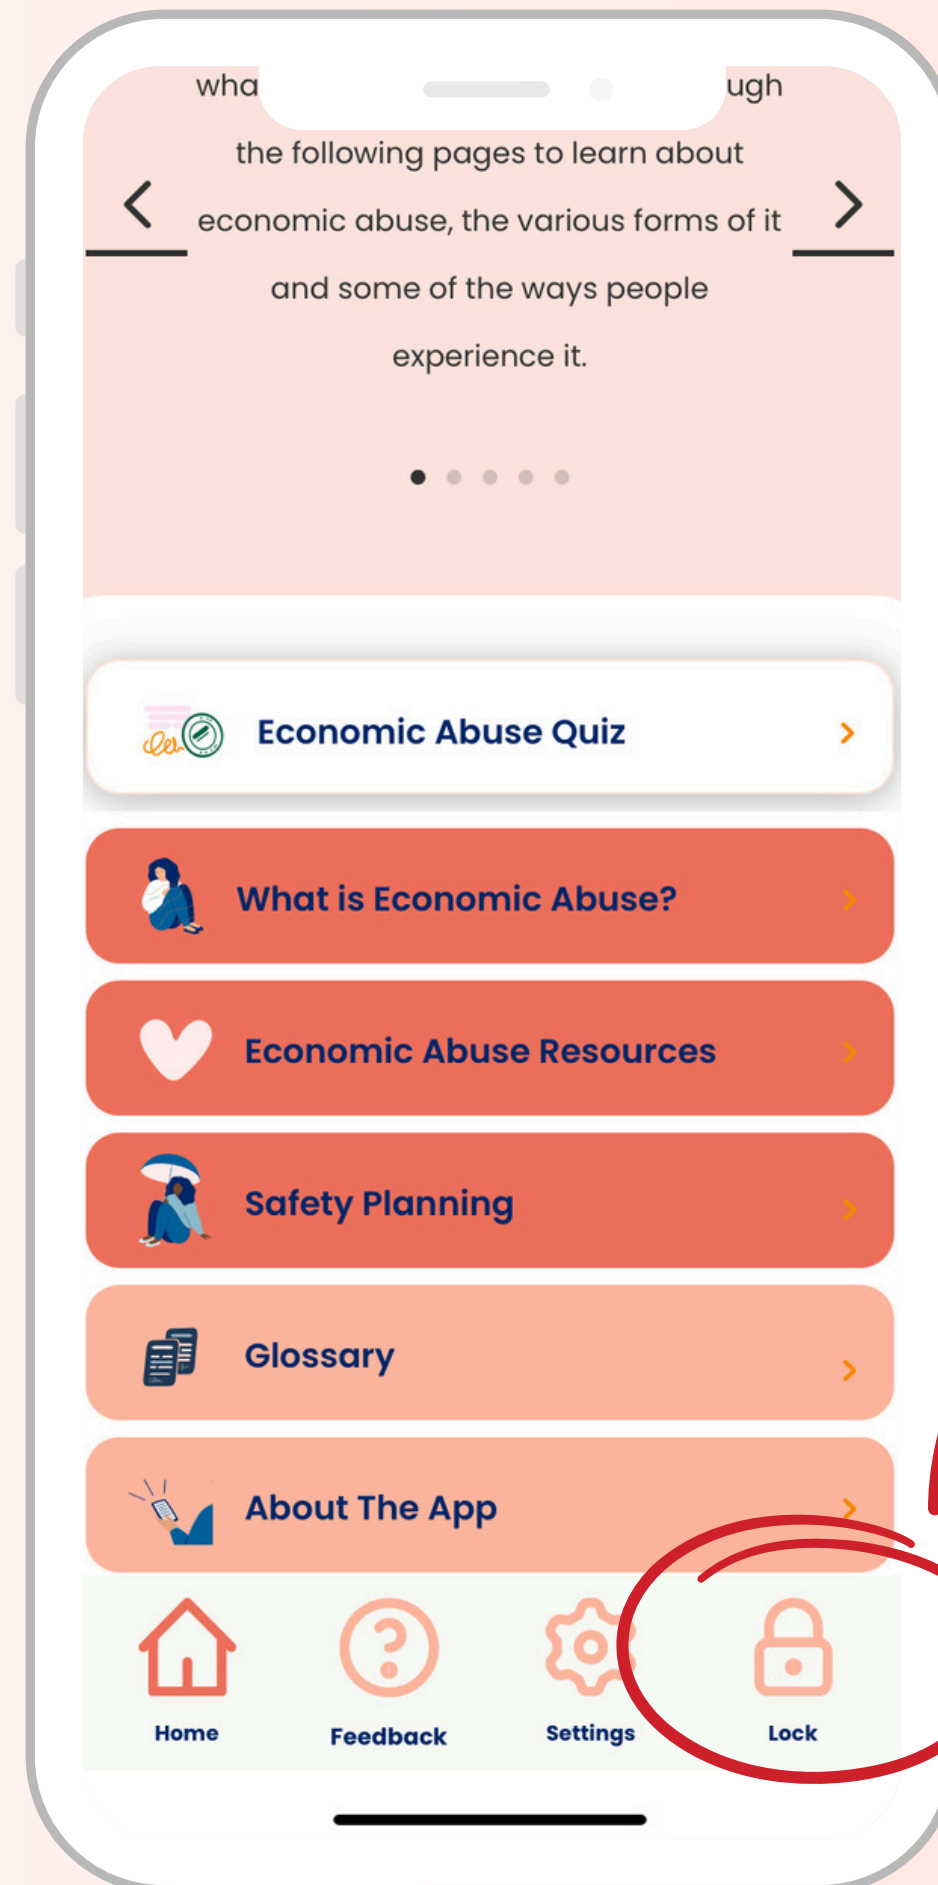 wha ugh
the following pages to learn about
economic abuse, the various forms of it
and some of the ways people
experience it.
Economic Abuse Quiz
What is Economic Abuse?
Economic Abuse Resources
Safety Planning
Glossary
About The App
Home
Feedback
Settings
Lock